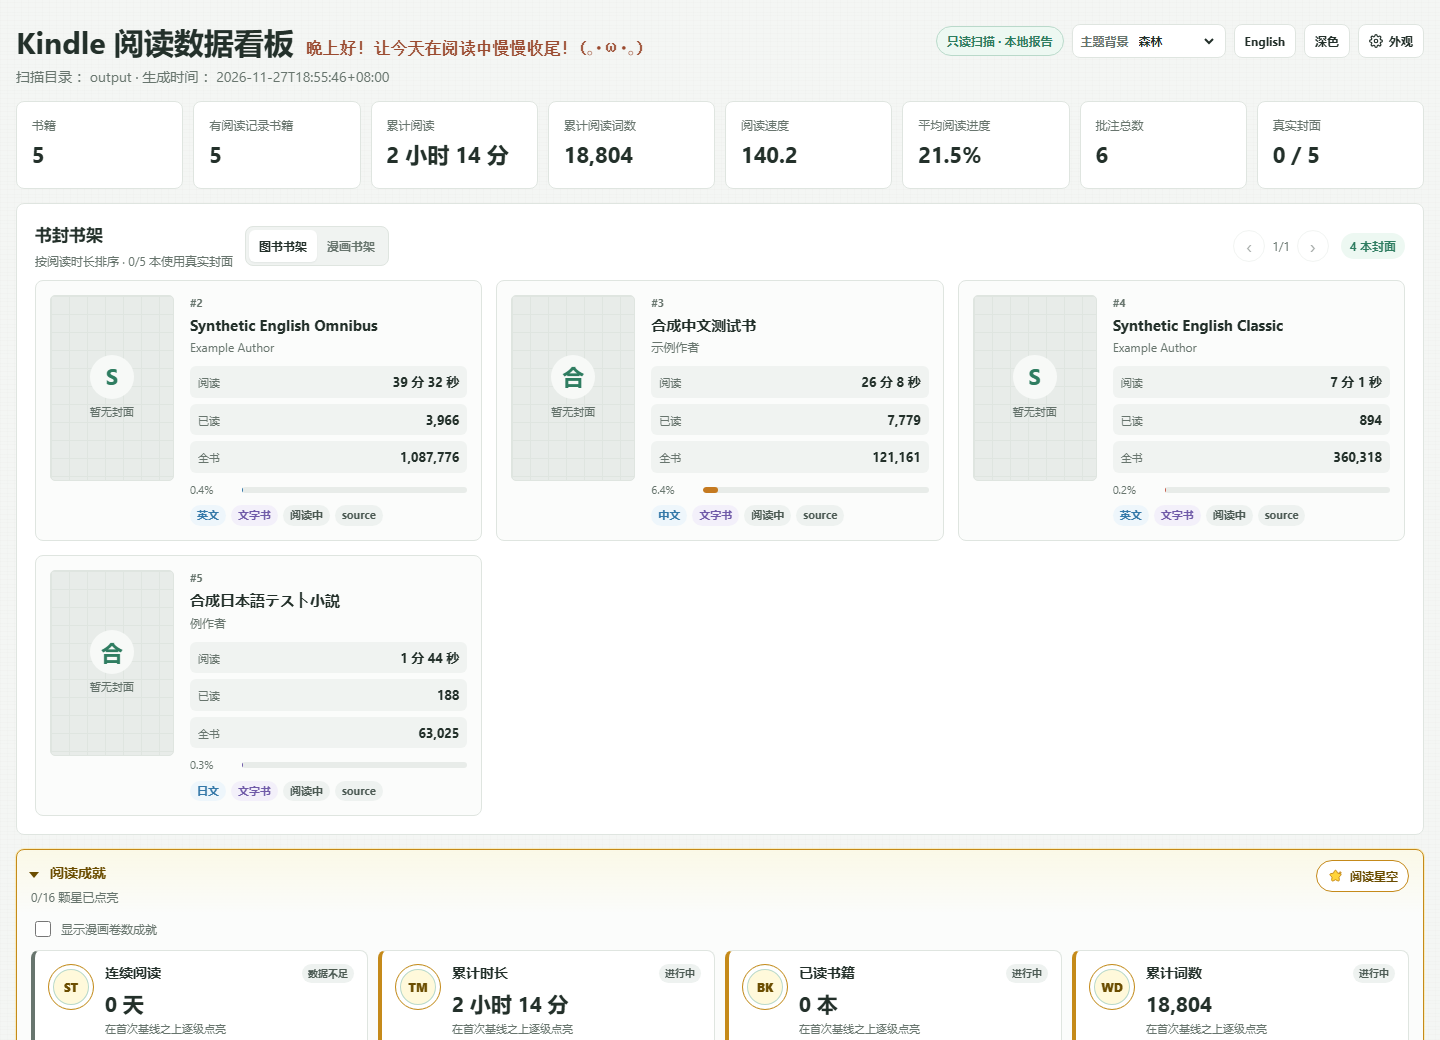 Kindle 阅读数据看板
晚上好！让今天在阅读中慢慢收尾！(｡･ω･｡)
扫描目录： output · 生成时间： 2026-11-27T18:55:46+08:00
只读扫描 · 本地报告
主题背景 森林
English
深色
外观
书籍
5
有阅读记录书籍
5
累计阅读
2 小时 14 分
累计阅读词数
18,804
阅读速度
140.2
平均阅读进度
21.5%
批注总数
6
真实封面
0 / 5
书封书架
按阅读时长排序 · 0/5 本使用真实封面
图书书架
漫画书架
‹ 1/1 ›
4 本封面
S
暂无封面
#2
Synthetic English Omnibus
Example Author
阅读 39 分 32 秒
已读 3,966
全书 1,087,776
0.4%
英文 文字书 阅读中 source
合
暂无封面
#3
合成中文测试书
示例作者
阅读 26 分 8 秒
已读 7,779
全书 121,161
6.4%
中文 文字书 阅读中 source
S
暂无封面
#4
Synthetic English Classic
Example Author
阅读 7 分 1 秒
已读 894
全书 360,318
0.2%
英文 文字书 阅读中 source
合
暂无封面
#5
合成日本語テスト小説
例作者
阅读 1 分 44 秒
已读 188
全书 63,025
0.3%
日文 文字书 阅读中 source
阅读成就
0/16 颗星已点亮
阅读星空
显示漫画卷数成就
ST
连续阅读
数据不足
0 天
在首次基线之上逐级点亮
TM
累计时长
进行中
2 小时 14 分
在首次基线之上逐级点亮
BK
已读书籍
进行中
0 本
在首次基线之上逐级点亮
WD
累计词数
进行中
18,804
在首次基线之上逐级点亮